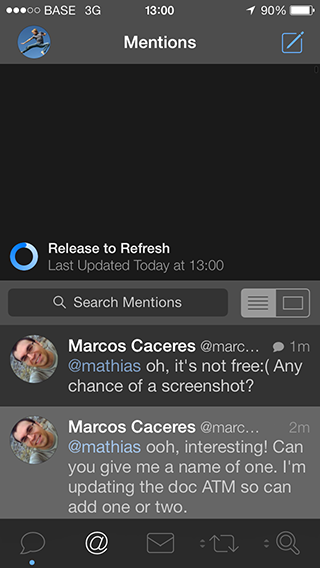 BASE 3G 13:00 90%
Mentions
Release to Refresh
Last Updated Today at 13:00
Search Mentions
Marcos Caceres @marc… 1m
@mathias oh, it's not free:( Any
chance of a screenshot?
Marcos Caceres @marc… 2m
@mathias ooh, interesting! Can
you give me a name of one. I'm
updating the doc ATM so can
add one or two.
@